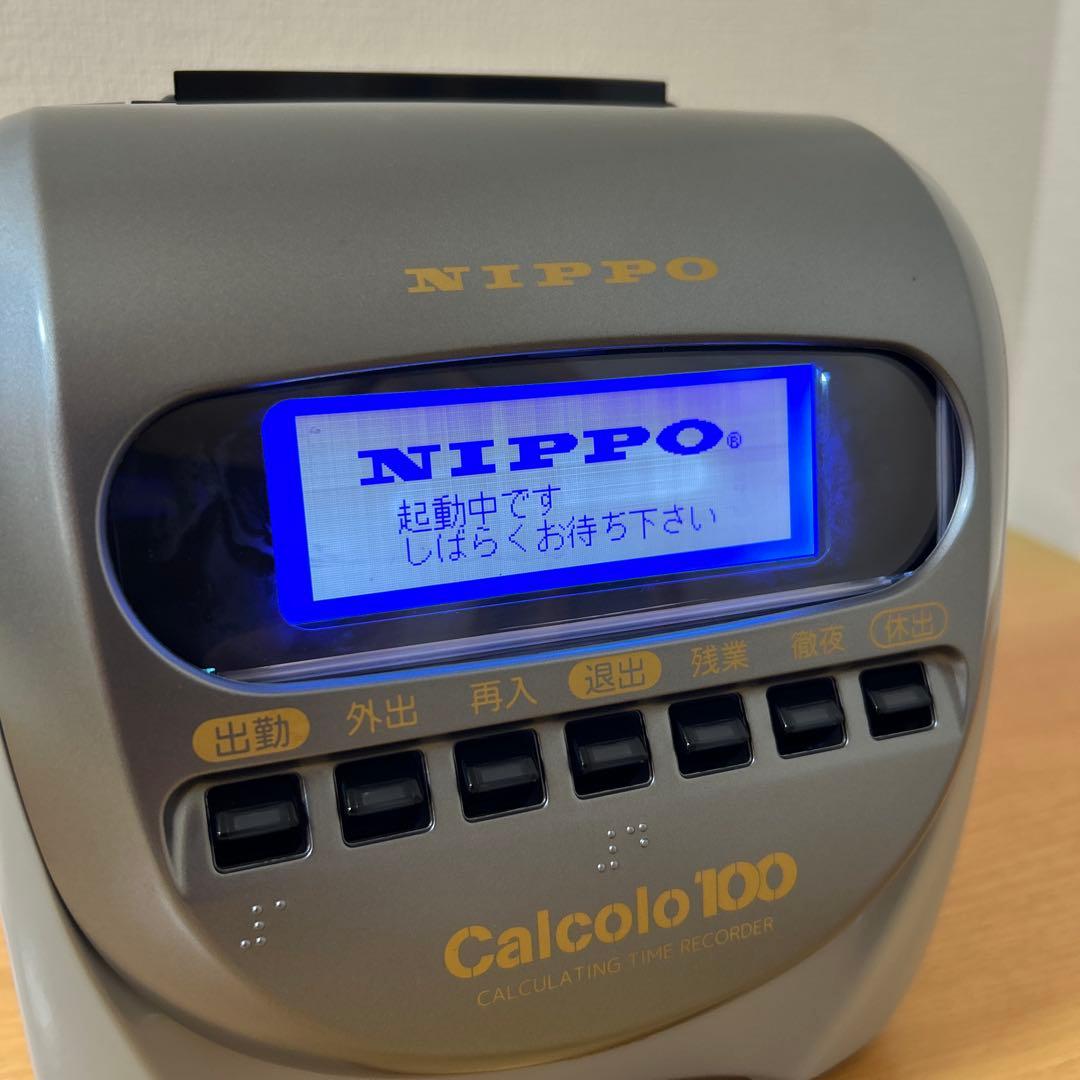 NIPPO
NIPPO®
起動中です
しばらくお待ち下さい
出勤 外出 再入 退出 残業 徹夜 休出
Calcolo 100
CALCULATING TIME RECORDER